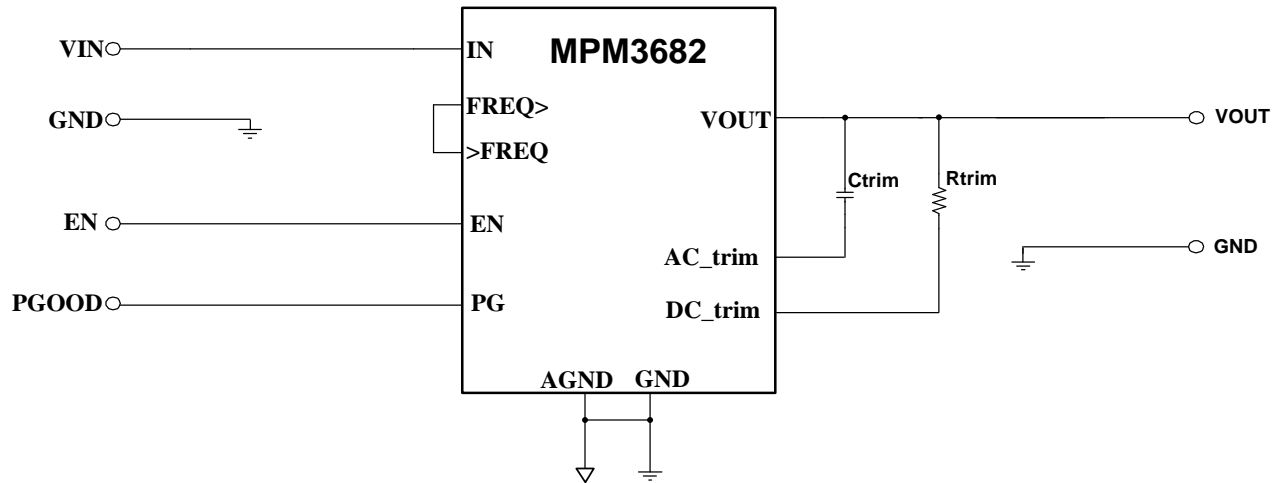 MPM3682
VIN
IN
FREQ>
GND
VOUT
VOUT
>FREQ
Ctrim
Rtrim
EN
EN
AC_trim
GND
PGOOD
PG
DC_trim
AGND
GND